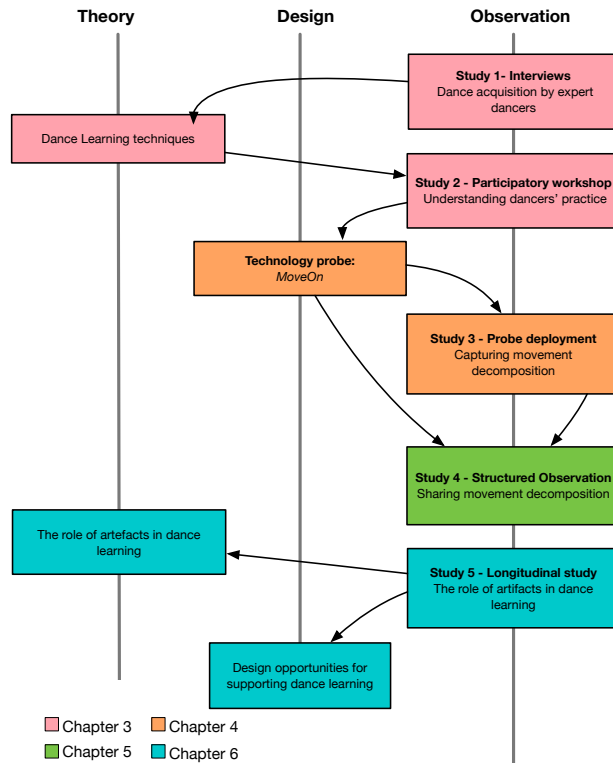 Theory
Design
Observation
Study 1- Interviews
Dance acquisition by expert
dancers
Dance Learning techniques
Study 2 - Participatory workshop
Understanding dancers' practice
Technology probe:
MoveOn
Study 3 - Probe deployment
Capturing movement
decomposition
Study 4 - Structured Observation
Sharing movement decomposition
The role of artefacts in dance
learning
Study 5 - Longitudinal study
The role of artifacts in dance
learning
Design opportunities for
supporting dance learning
Chapter 3
Chapter 4
Chapter 5
Chapter 6